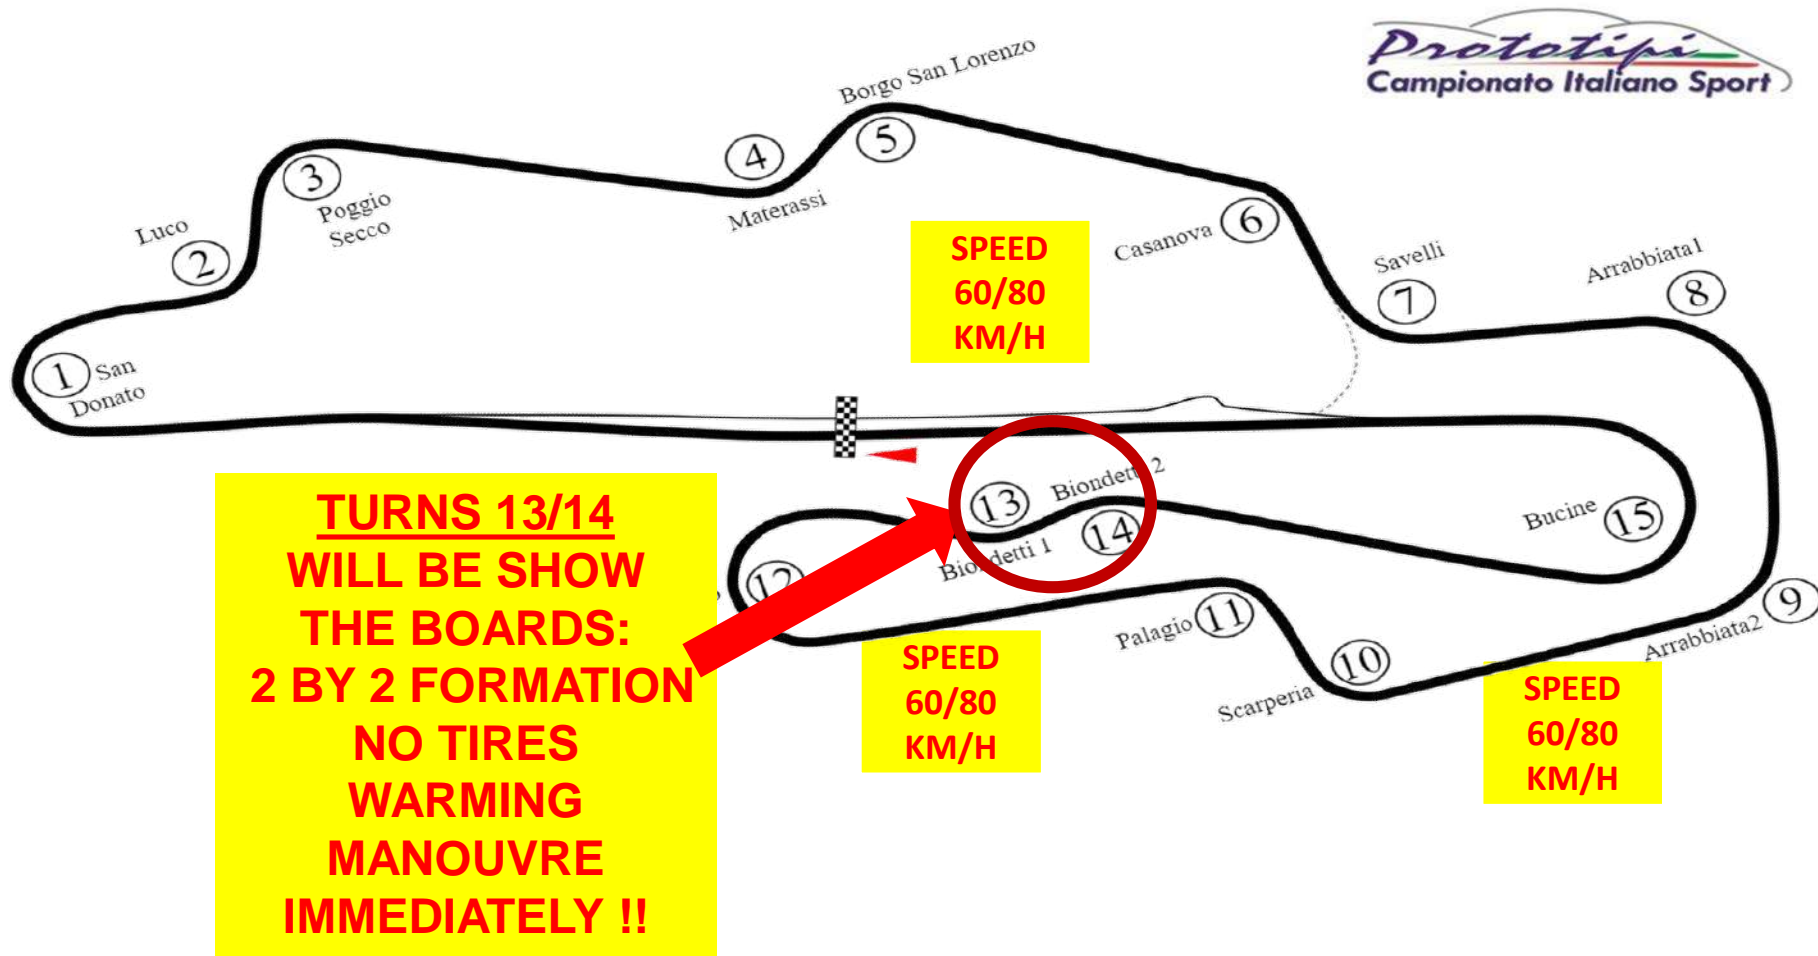 Prototipi
Campionato Italiano Sport
Borgo San Lorenzo
5
4
Materassi
3
Poggio
Secco
Luco
2
6
Casanova
Savelli
7
Arrabbiata1
8
1
San
Donato
SPEED
60/80
KM/H
13
Biondetti 2
Biondetti 1
14
Bucine
15
12
Palagio
11
10
Scarperia
9
Arrabbiata2
TURNS 13/14
WILL BE SHOW
THE BOARDS:
2 BY 2 FORMATION
NO TIRES
WARMING
MANOUVRE
IMMEDIATELY !!
SPEED
60/80
KM/H
SPEED
60/80
KM/H